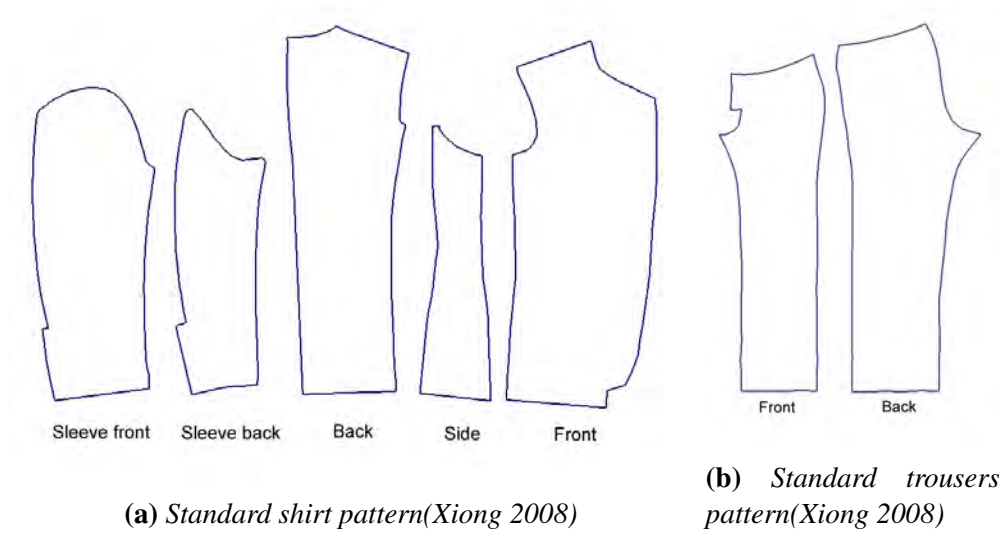 Sleeve front
Sleeve back
Back
Side
Front
(a) Standard shirt pattern(Xiong 2008)
Front
Back
(b) Standard trousers
pattern(Xiong 2008)